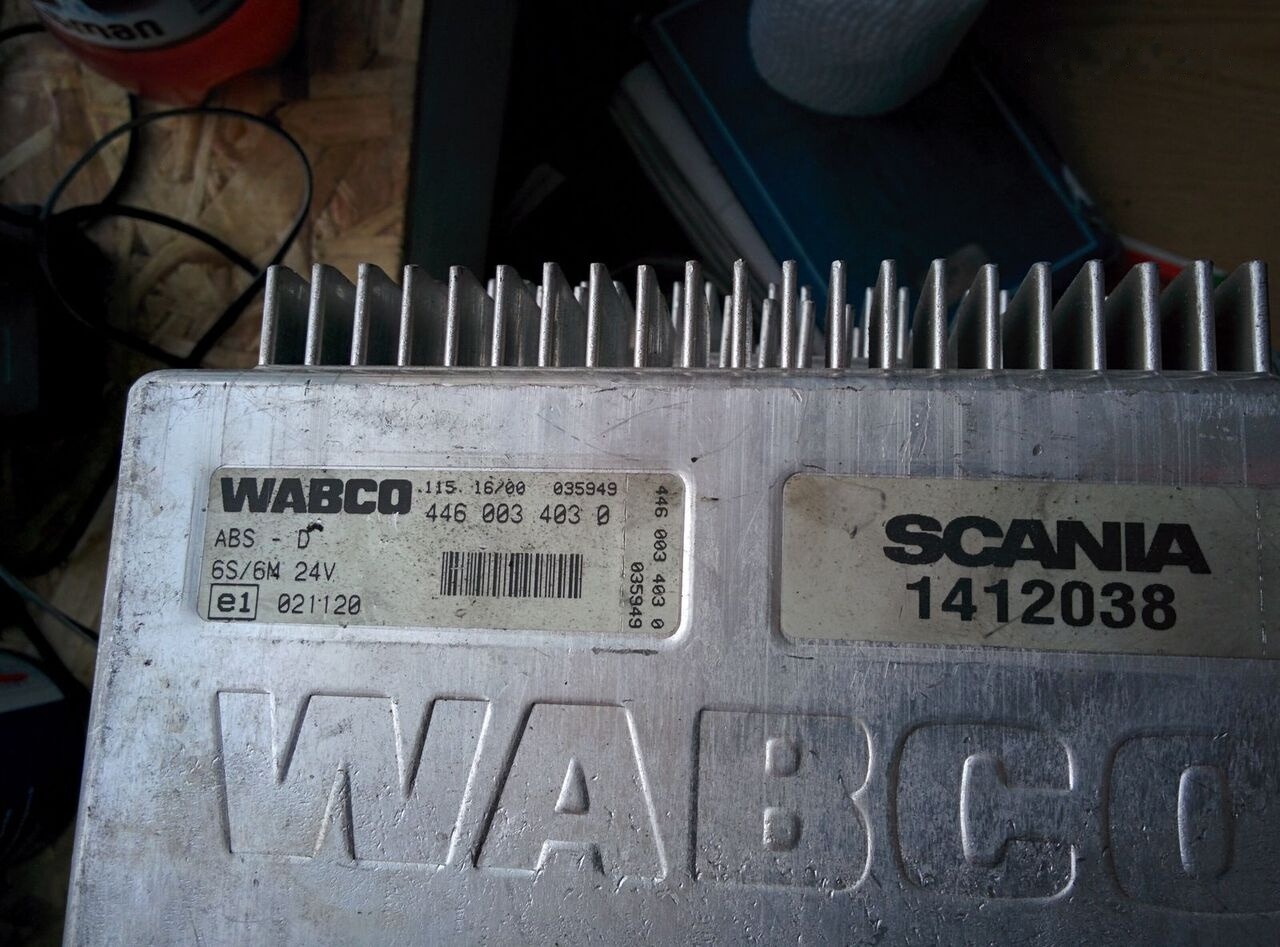 man
WABCO .115. 16/00 035949
446 003 403 0
ABS - D
6S/6M 24V
e1 021120
446 003 403 0
035949
SCANIA
1412038
WABCO